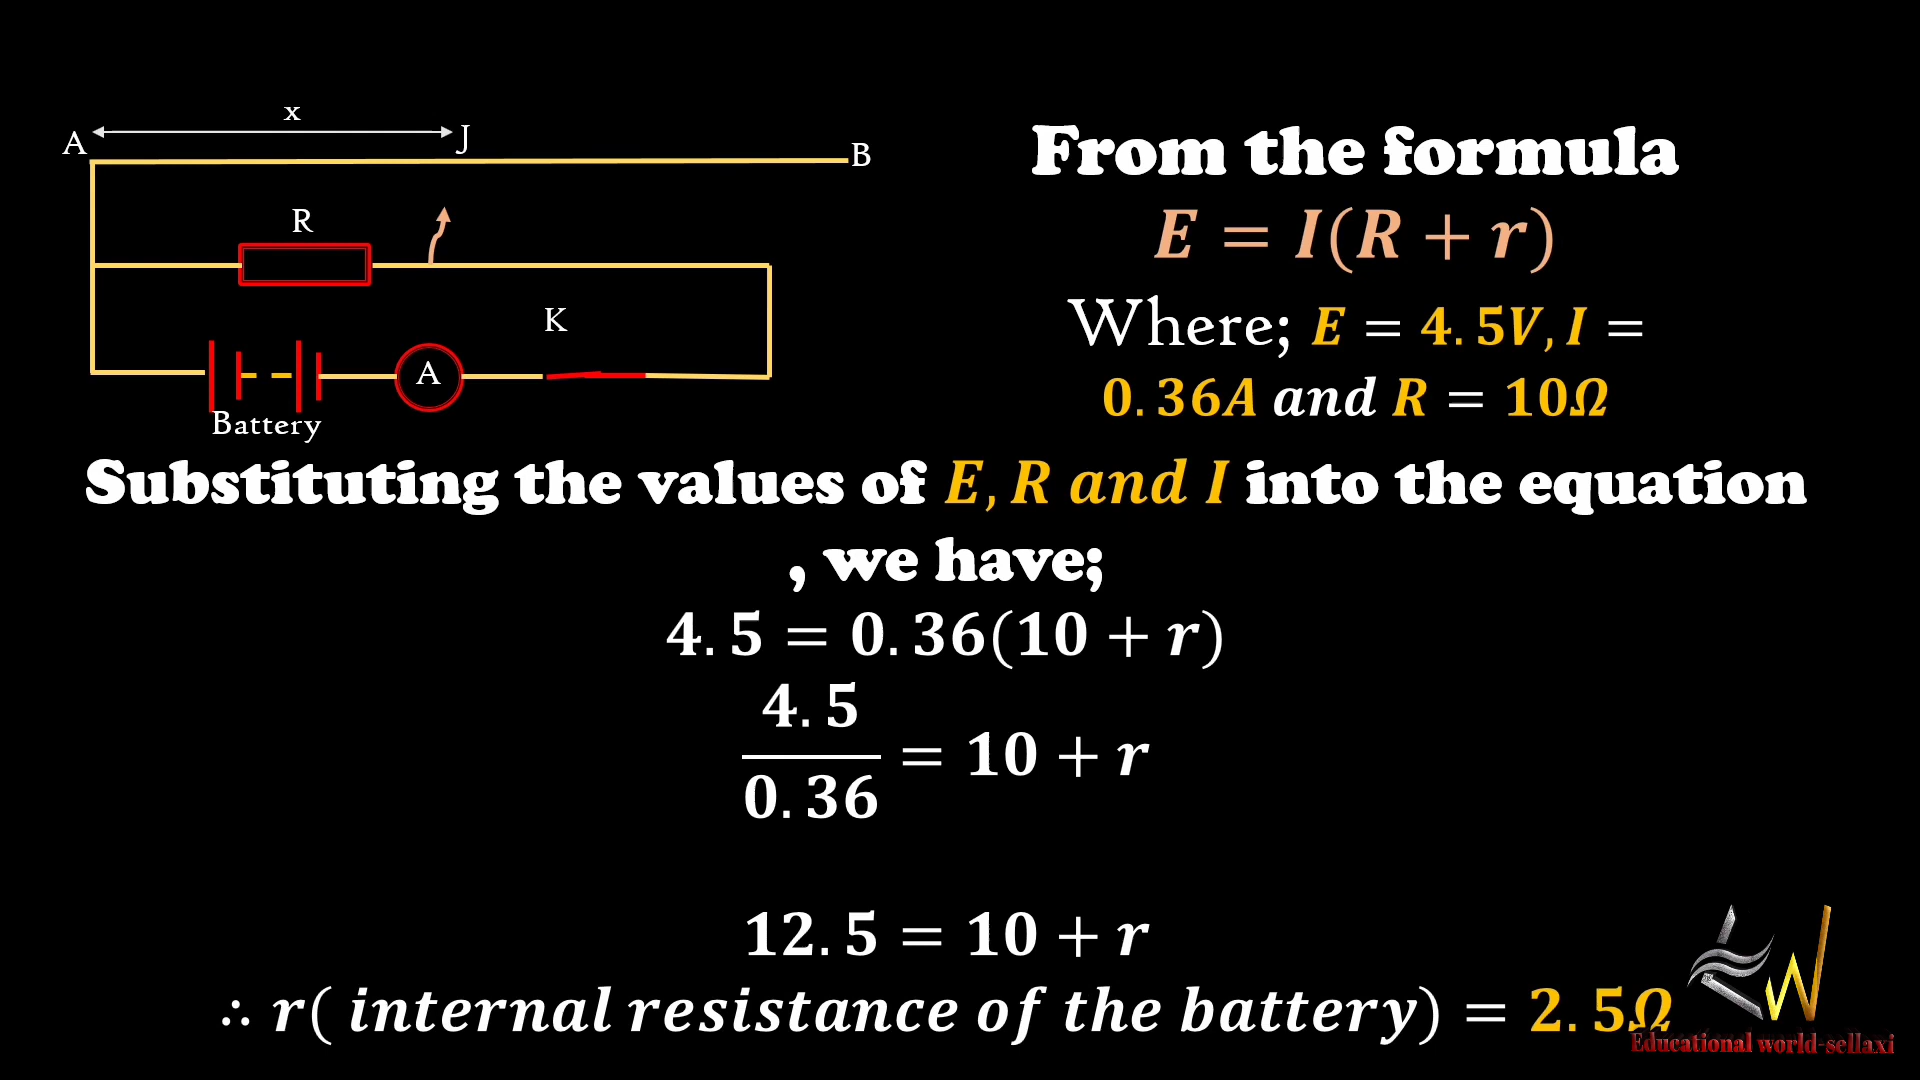 x
A
J
B
R
K
A
Battery
From the formula
E = I(R + r)
Where; E = 4.5V, I =
0.36A and R = 10Ω
Substituting the values of E, R and I into the equation
, we have;
4.5 = 0.36(10 + r)
4.5
0.36
= 10 + r
12.5 = 10 + r
∴ r( internal resistance of the battery) = 2.5Ω
Educational world-sellaxi